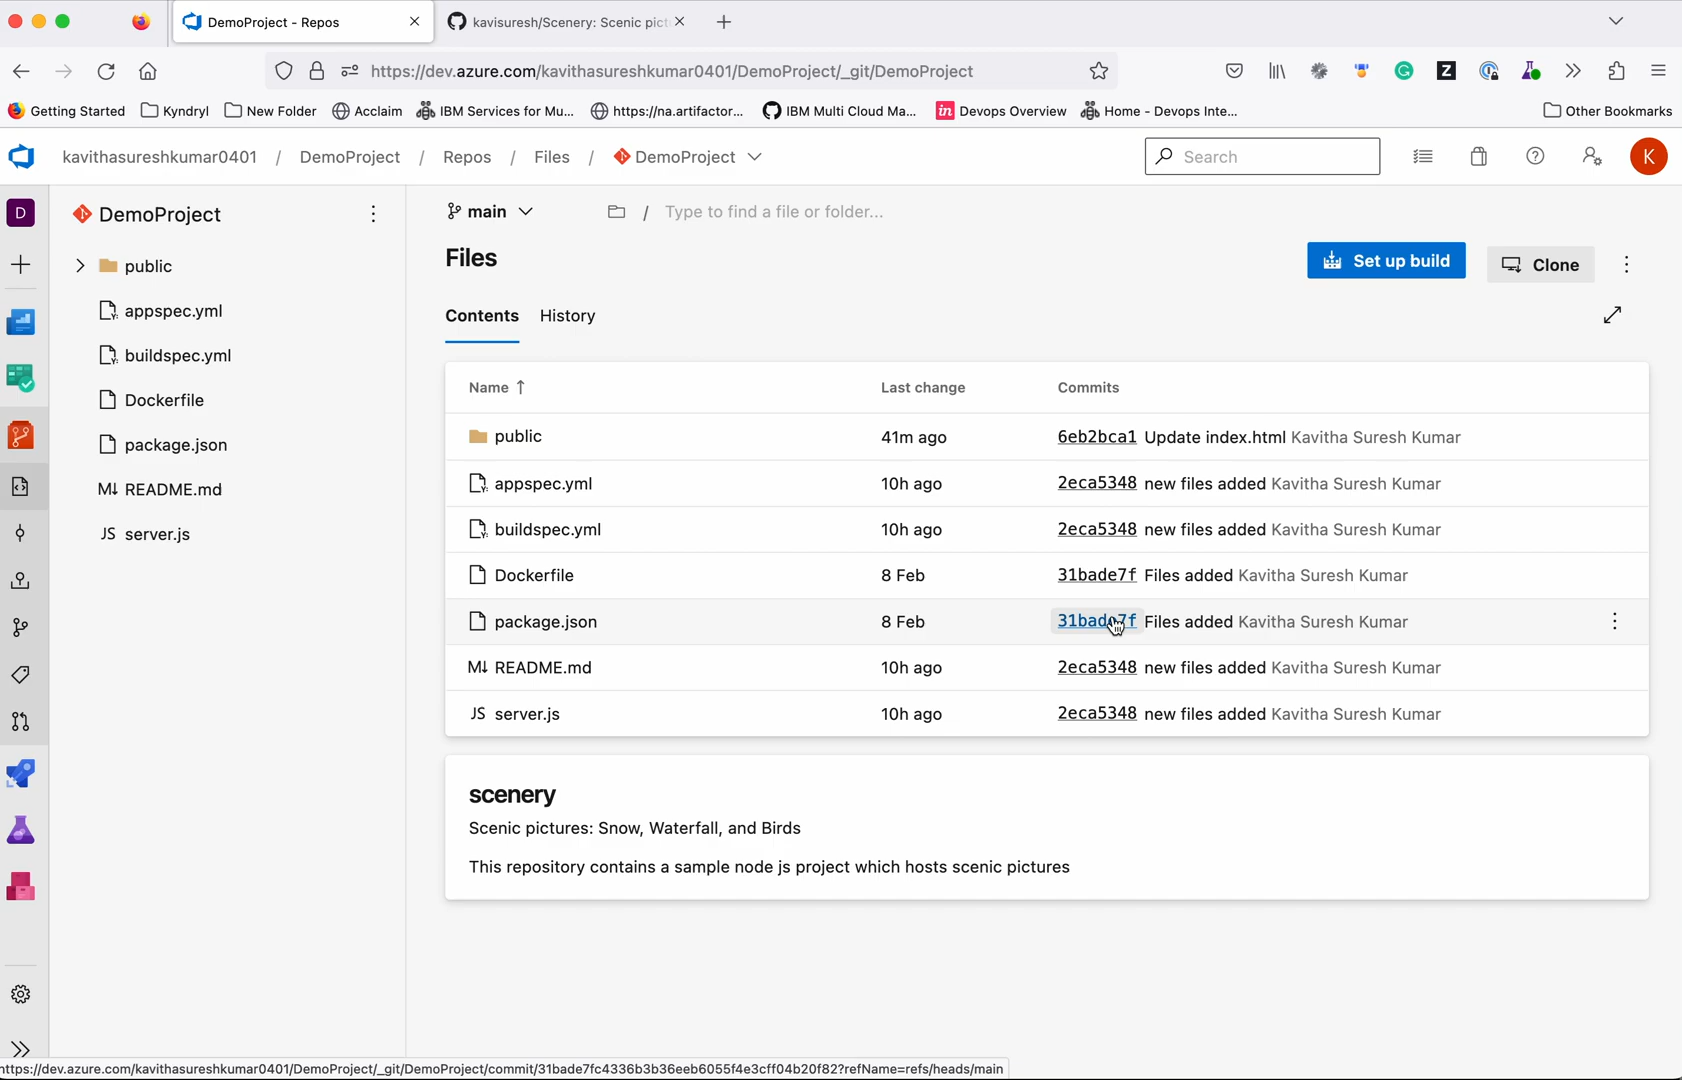 DemoProject - Repos
kavisuresh/Scenery: Scenic pict
https://dev.azure.com/kavithasureshkumar0401/DemoProject/_git/DemoProject
Getting Started Kyndryl New Folder Acclaim IBM Services for Mu... https://na.artifactor... IBM Multi Cloud Ma... Devops Overview Home - Devops Inte... Other Bookmarks
kavithasureshkumar0401 / DemoProject / Repos / Files / DemoProject
Search
K
D
DemoProject
public
appspec.yml
buildspec.yml
Dockerfile
package.json
README.md
JS server.js
main
/ Type to find a file or folder...
Files
Set up build
Clone
Contents History
Name Last change Commits
public 41m ago 6eb2bca1 Update index.html Kavitha Suresh Kumar
appspec.yml 10h ago 2eca5348 new files added Kavitha Suresh Kumar
buildspec.yml 10h ago 2eca5348 new files added Kavitha Suresh Kumar
Dockerfile 8 Feb 31bade7f Files added Kavitha Suresh Kumar
package.json 8 Feb 31bade7f Files added Kavitha Suresh Kumar
M↓ README.md 10h ago 2eca5348 new files added Kavitha Suresh Kumar
JS server.js 10h ago 2eca5348 new files added Kavitha Suresh Kumar
scenery
Scenic pictures: Snow, Waterfall, and Birds
This repository contains a sample node js project which hosts scenic pictures
https://dev.azure.com/kavithasureshkumar0401/DemoProject/_git/DemoProject/commit/31bade7fc4336b3b36eeb6055f4e3cff04b20f82?refName=refs/heads/main